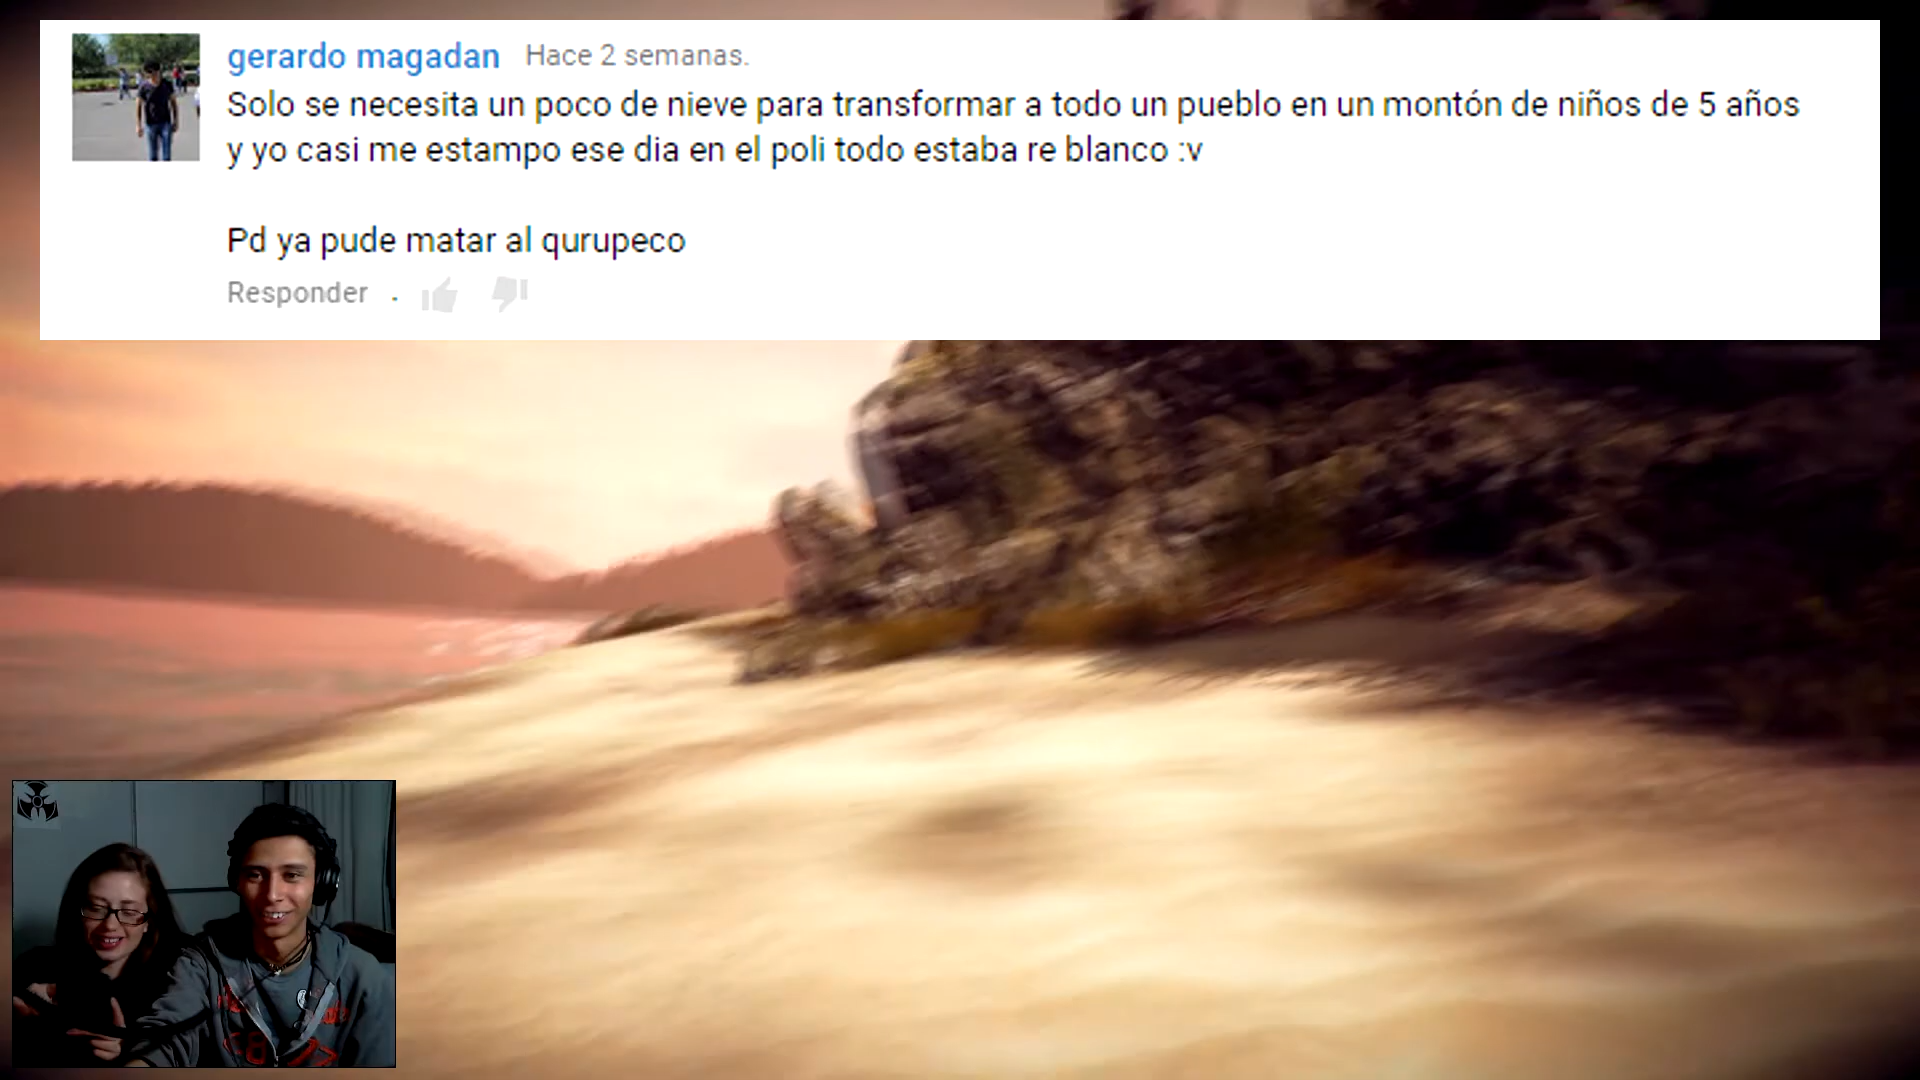 gerardo magadan Hace 2 semanas.
Solo se necesita un poco de nieve para transformar a todo un pueblo en un montón de niños de 5 años
y yo casi me estampo ese dia en el poli todo estaba re blanco :v
Pd ya pude matar al qurupeco
Responder .